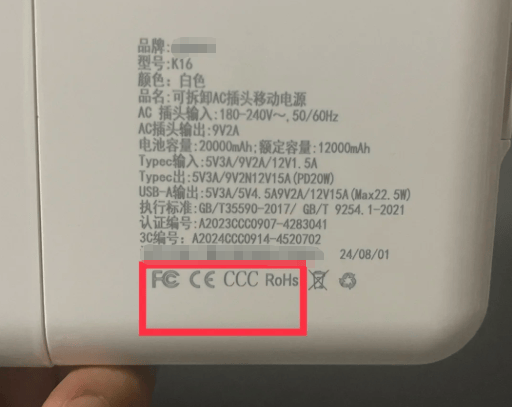 品牌:
型号:K16
颜色: 白色
品名:可拆卸AC插头移动电源
AC 插头输入:180-240V～,50/60Hz
AC插头输出:9V2A
电池容量:20000mAh;额定容量:12000mAh
Typec输入:5V3A/9V2A/12V1.5A
Typec出:5V3A/9V2N12V15A(PD20W)
USB-A输出:5V3A/5V4.5A9V2A/12V15A(Max22.5W)
执行标准:GB/T35590-2017/ GB/T 9254.1-2021
认证编号:A2023CCC0907-4283041
3C编号: A2024CCC0914-4520702
24/08/01
FC CE CCC RoHs